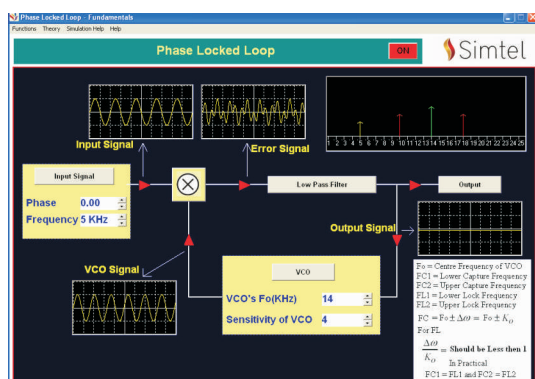 Phase Locked Loop - Fundamentals
Functions Theory Simulation Help Help
Phase Locked Loop
ON
Simtel
Input Signal
Error Signal
1 2 3 4 5 6 7 8 9 10 11 12 13 14 15 16 17 18 19 20 21 22 23 24 25
Input Signal
Phase 0.00
Frequency 5 KHz
Low Pass Filter
Output
Output Signal
VCO Signal
VCO
VCO's Fo(KHz) 14
Sensitivity of VCO 4
Fo = Centre Frequency of VCO
FC1 = Lower Capture Frequency
FC2 = Upper Capture Frequency
FL1 = Lower Lock Frequency
FL2 = Upper Lock Frequency
FC = Fo ± Δω = Fo ± K_O
For FL
Δω / K_O = Should be Less then 1
In Practical
FC1 = FL1 and FC2 = FL2